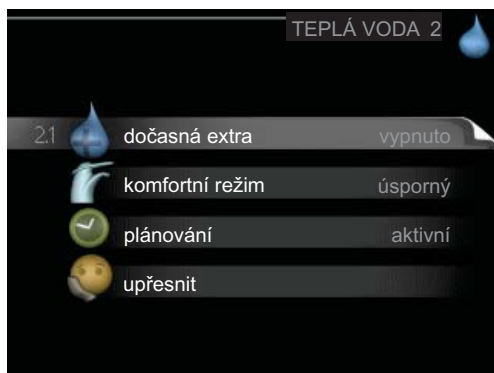 TEPLÁ VODA 2
2.1 dočasná extra vypnuto
komfortní režim úsporný
plánování aktivní
upřesnit